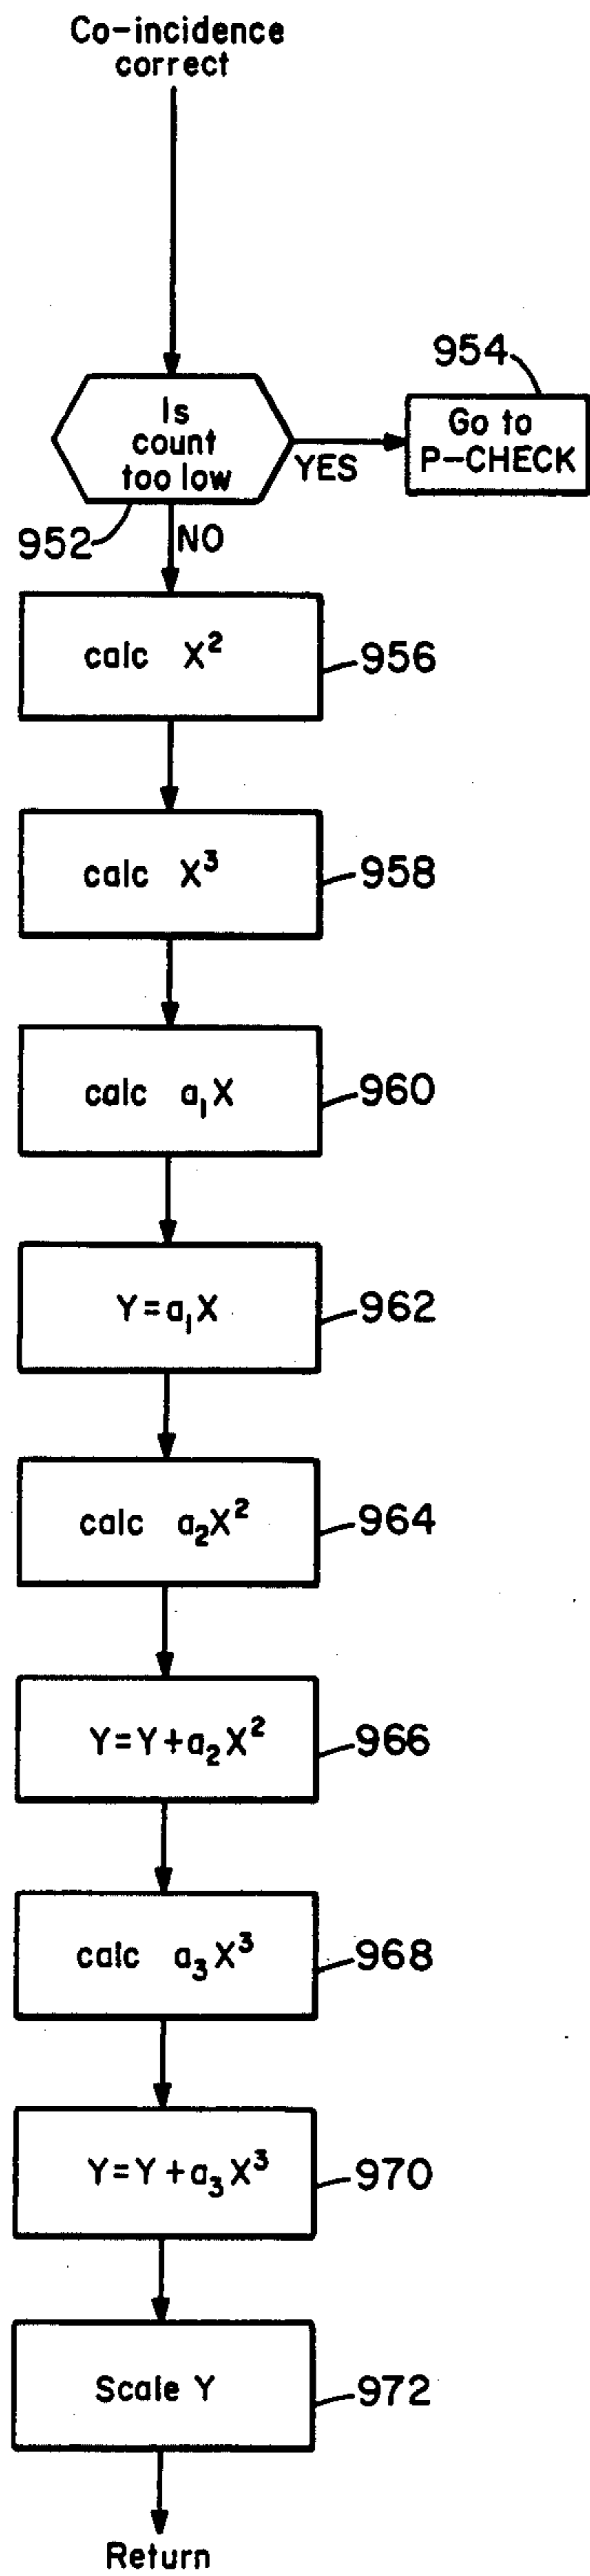 Co-incidence
correct
954
Is
count
too low
YES
Go to
P-CHECK
952
NO
calc X²
956
calc X³
958
calc a₁X
960
Y=a₁X
962
calc a₂X²
964
Y=Y+a₂X²
966
calc a₃X³
968
Y=Y+a₃X³
970
Scale Y
972
Return